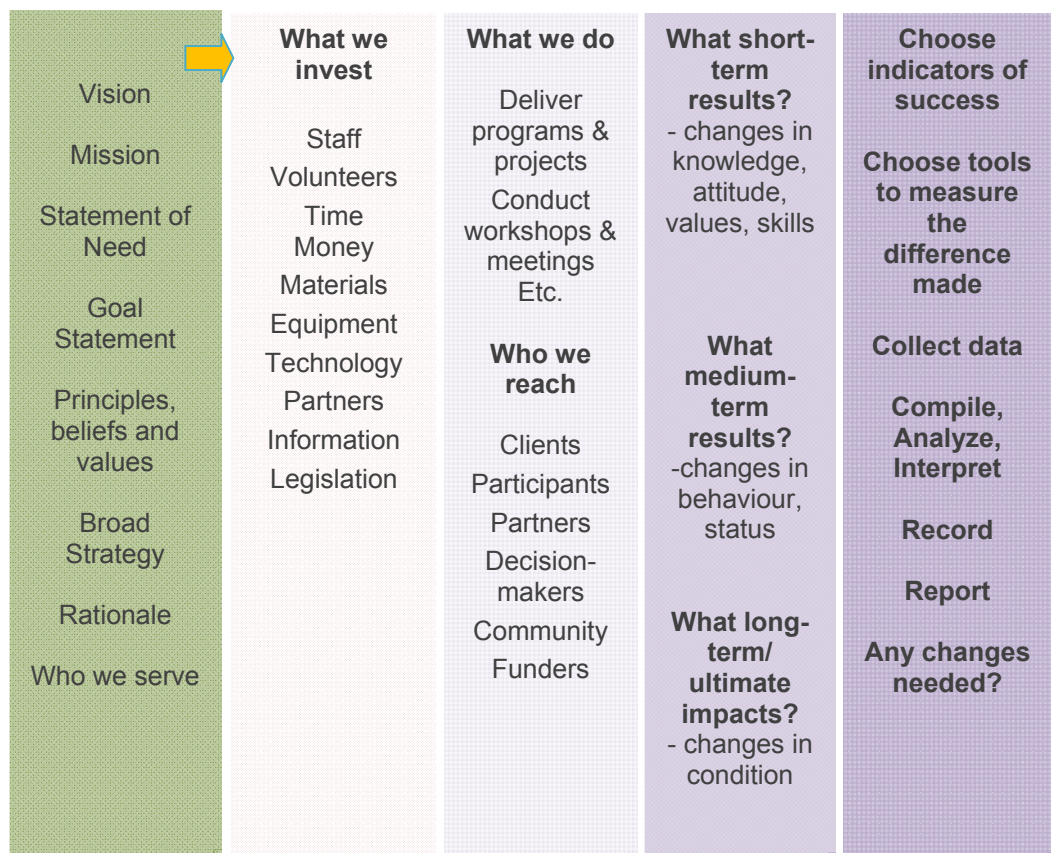 Vision
Mission
Statement of
Need
Goal
Statement
Principles,
beliefs and
values
Broad
Strategy
Rationale
Who we serve
What we
invest
Staff
Volunteers
Time
Money
Materials
Equipment
Technology
Partners
Information
Legislation
What we do
Deliver
programs &
projects
Conduct
workshops &
meetings
Etc.
Who we
reach
Clients
Participants
Partners
Decision-
makers
Community
Funders
What short-
term
results?
- changes in
knowledge,
attitude,
values, skills
What
medium-
term
results?
-changes in
behaviour,
status
What long-
term/
ultimate
impacts?
- changes in
condition
Choose
indicators of
success
Choose tools
to measure
the
difference
made
Collect data
Compile,
Analyze,
Interpret
Record
Report
Any changes
needed?